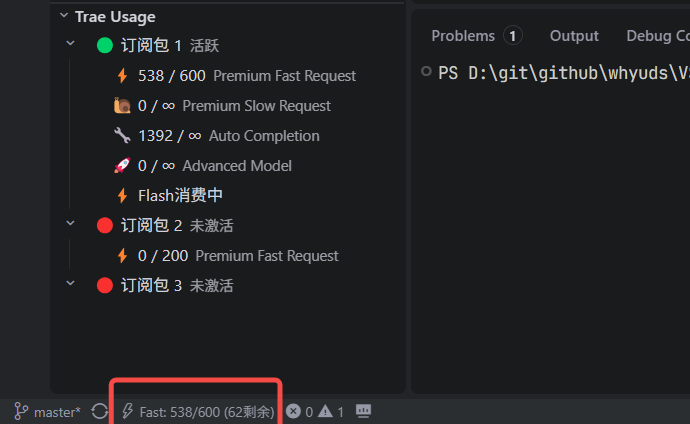 Trae Usage
订阅包 1 活跃
538 / 600 Premium Fast Request
0 / ∞ Premium Slow Request
1392 / ∞ Auto Completion
0 / ∞ Advanced Model
Flash消费中
订阅包 2 未激活
0 / 200 Premium Fast Request
订阅包 3 未激活
Problems 1 Output Debug Co
PS D:\git\github\whyuds\VS
master* Fast: 538/600 (62剩余) 0 1